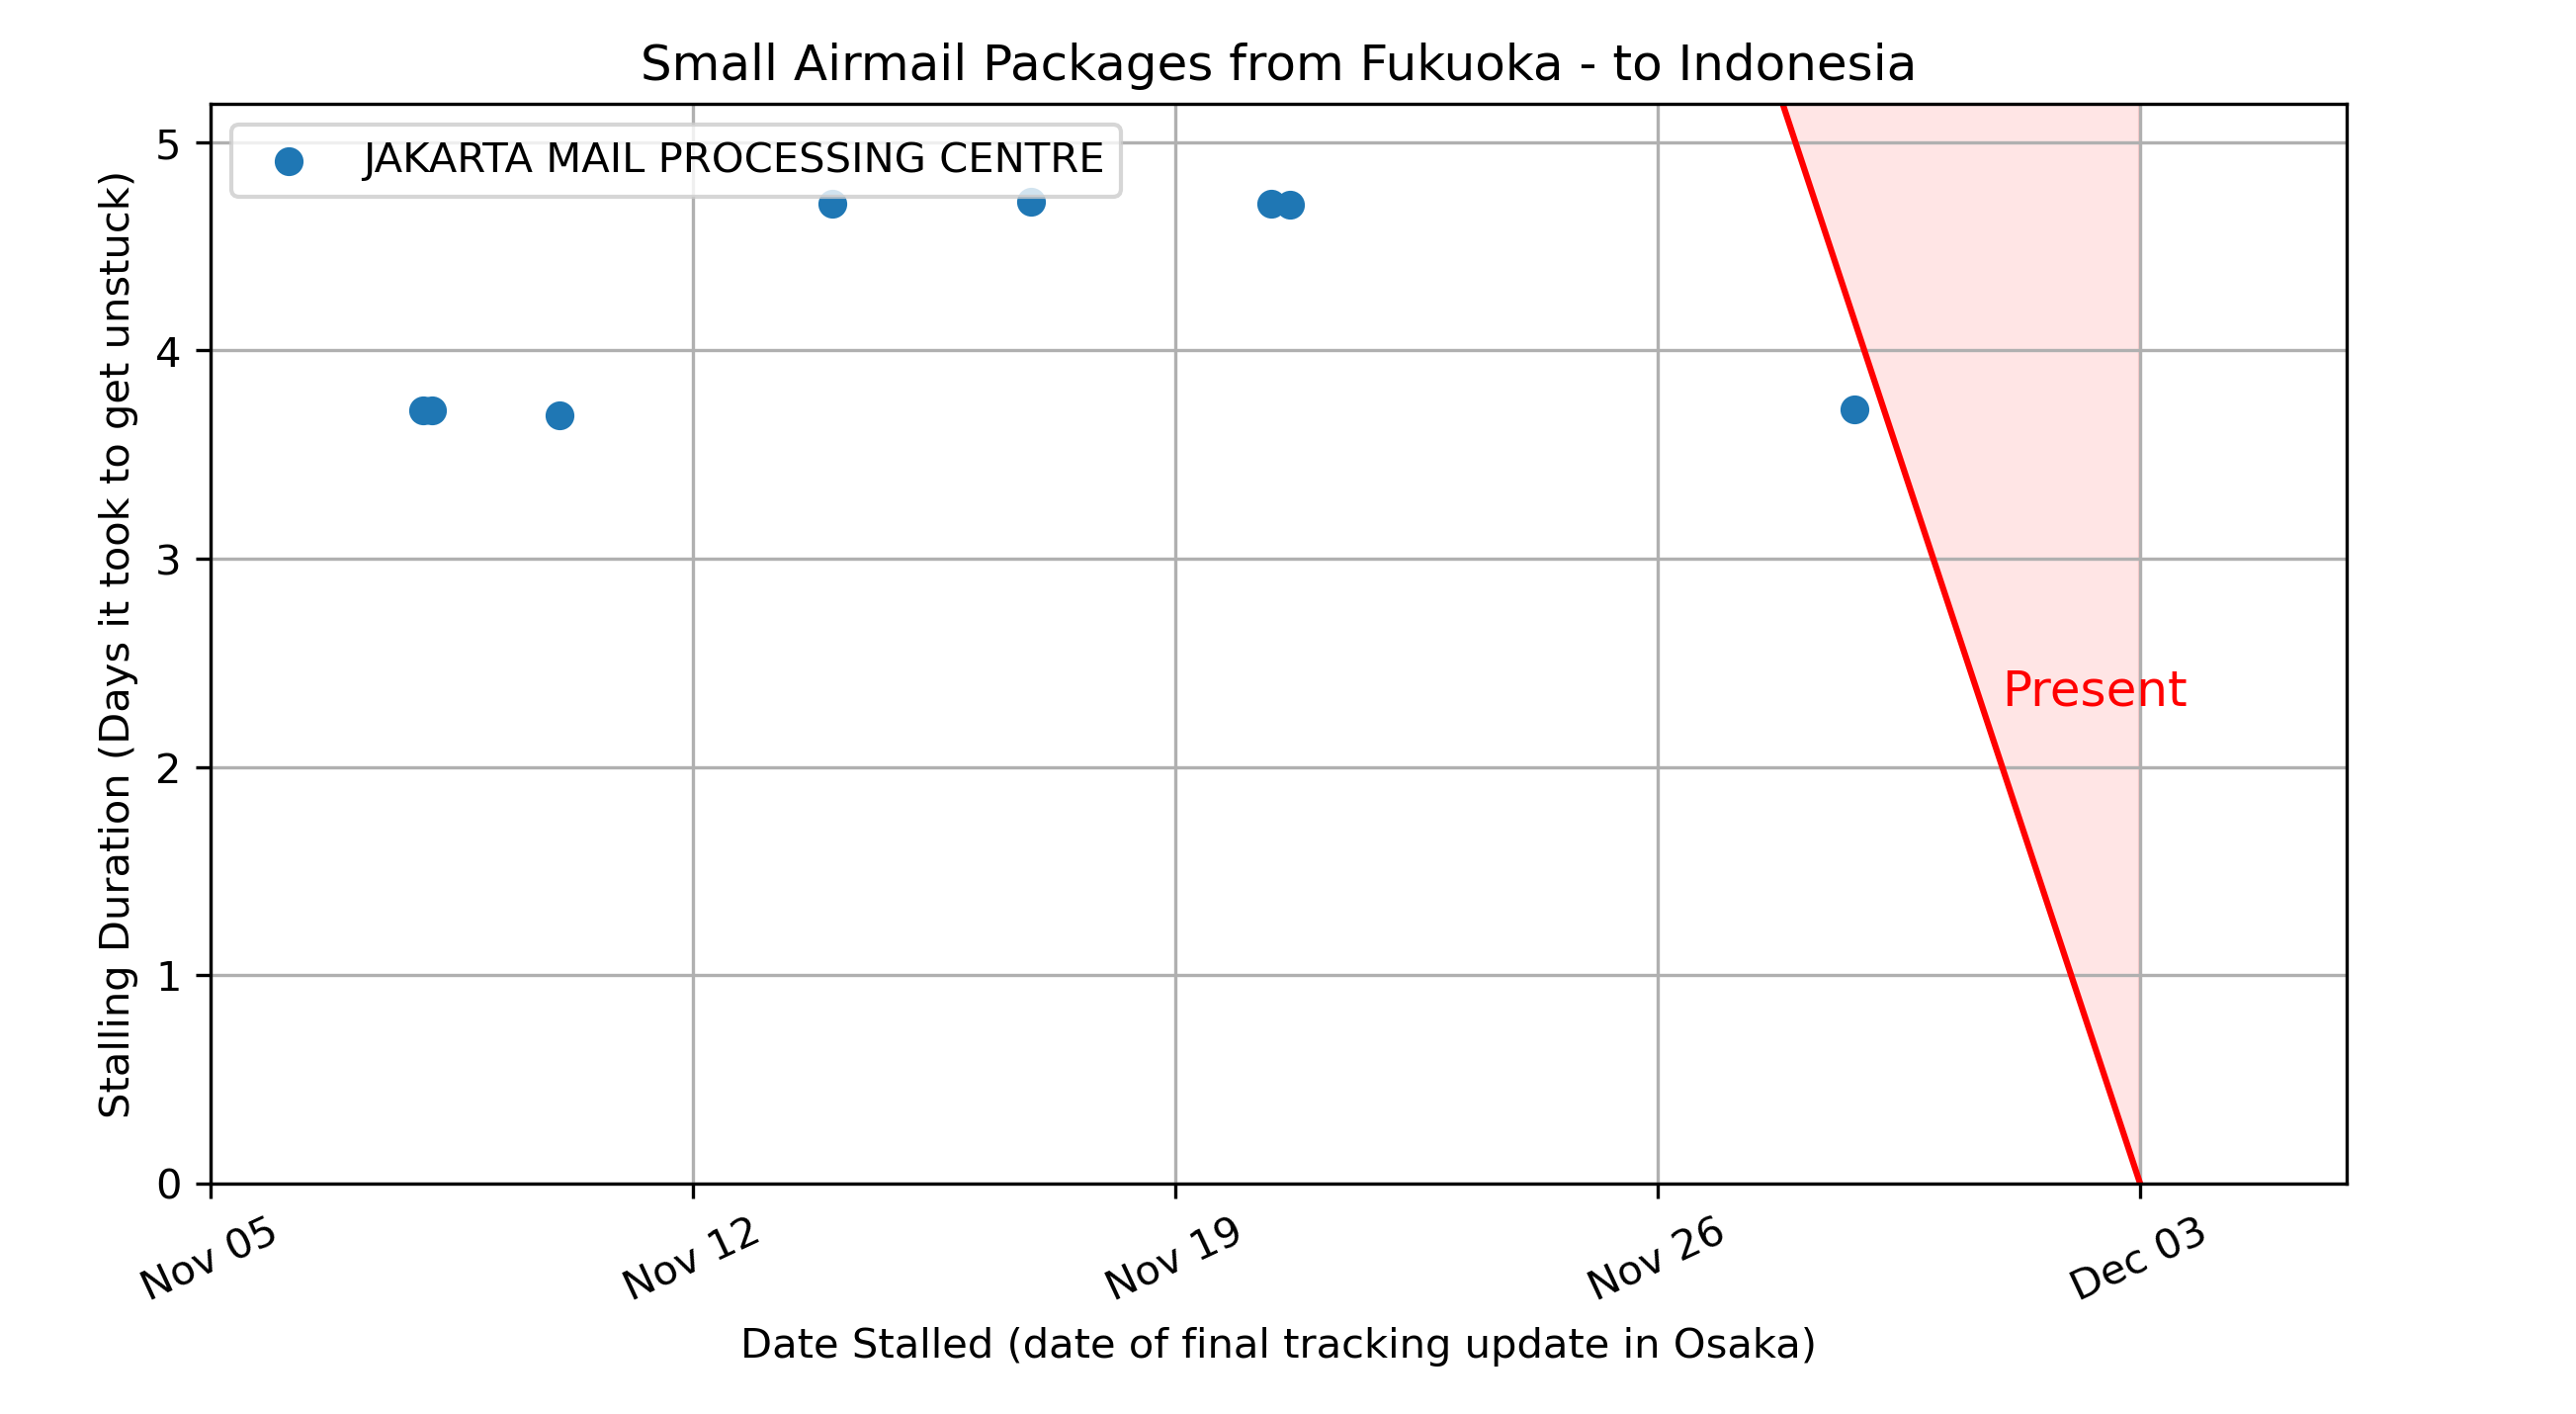 Small Airmail Packages from Fukuoka - to Indonesia
JAKARTA MAIL PROCESSING CENTRE
Stalling Duration (Days it took to get unstuck)
5
4
3
2
1
0
Present
Nov 05
Nov 12
Nov 19
Nov 26
Dec 03
Date Stalled (date of final tracking update in Osaka)